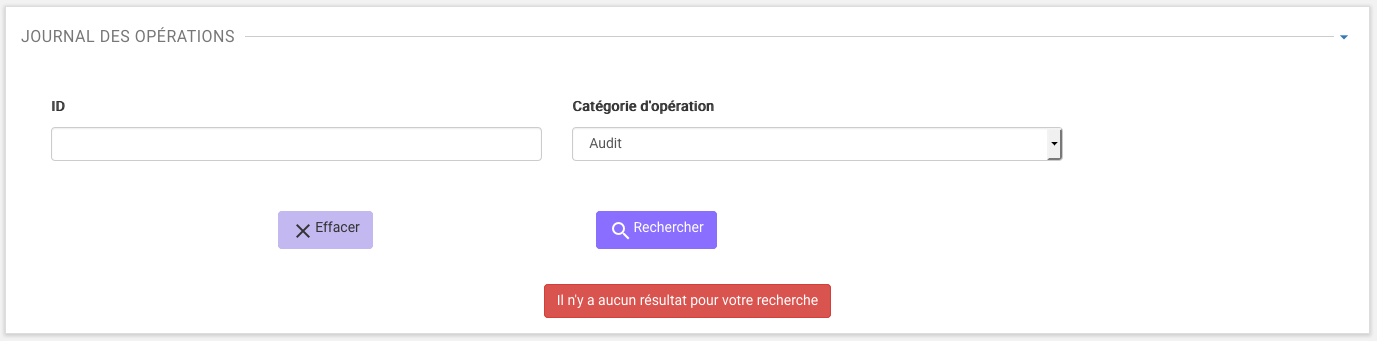 JOURNAL DES OPÉRATIONS
ID
Catégorie d'opération
Audit
Effacer
Rechercher
Il n'y a aucun résultat pour votre recherche